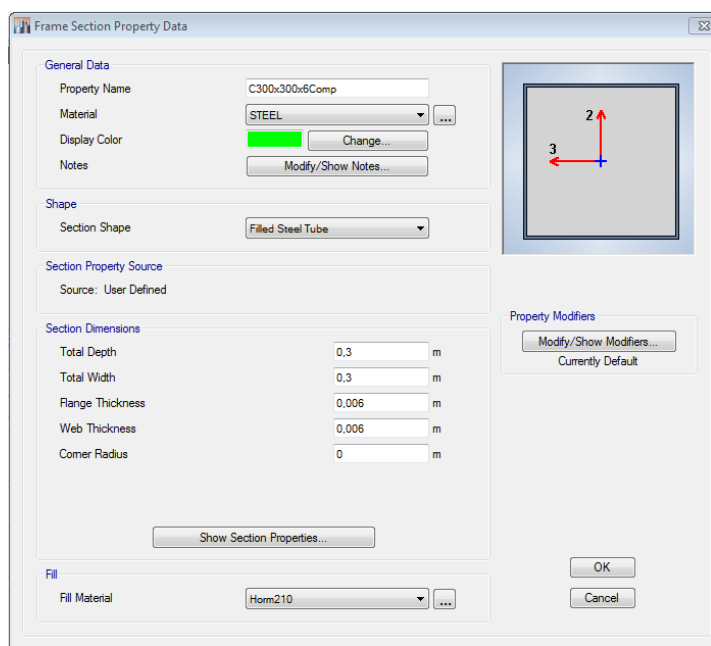 Frame Section Property Data
General Data
Property Name C300x300x6Comp
Material STEEL ...
Display Color Change...
Notes Modify/Show Notes...
2
3
Shape
Section Shape Filled Steel Tube
Section Property Source
Source: User Defined
Property Modifiers
Modify/Show Modifiers...
Currently Default
Section Dimensions
Total Depth 0,3 m
Total Width 0,3 m
Flange Thickness 0,006 m
Web Thickness 0,006 m
Corner Radius 0 m
Show Section Properties...
Fill
Fill Material Horm210 ...
OK
Cancel